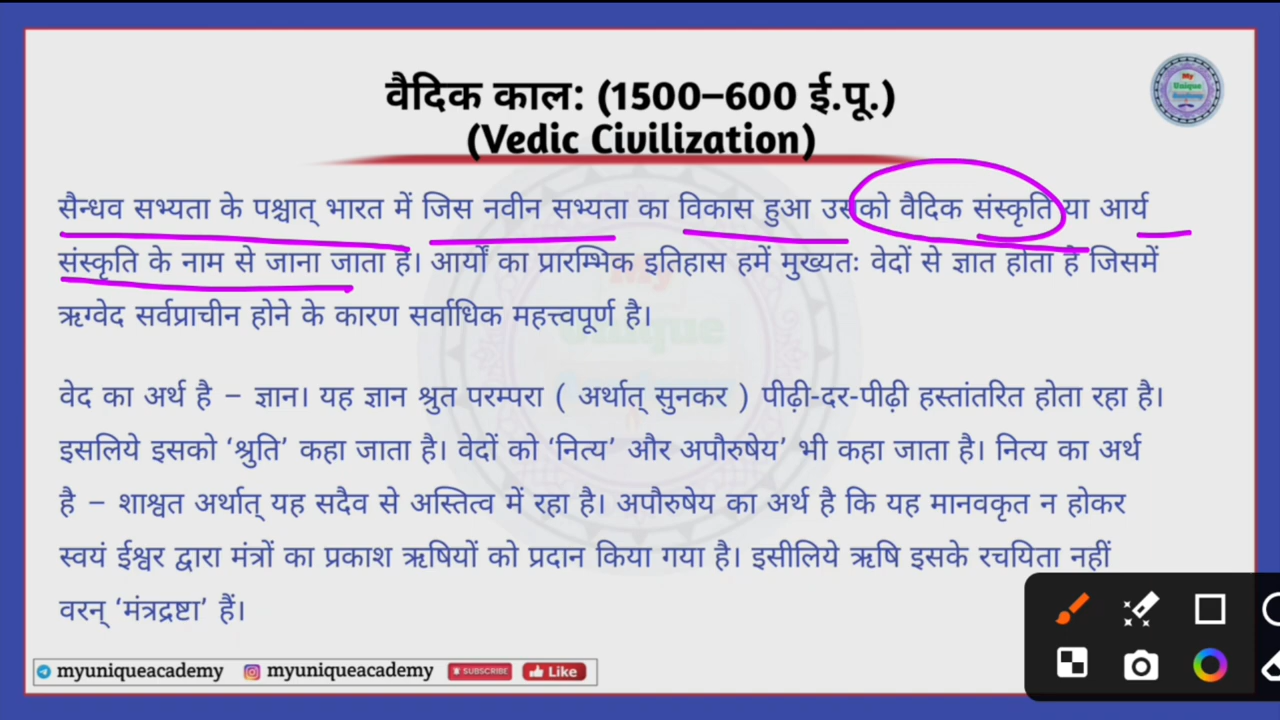 वैदिक काल: (1500–600 ई.पू.)
(Vedic Civilization)
My
Unique
Academy
सैन्धव सभ्यता के पश्चात् भारत में जिस नवीन सभ्यता का विकास हुआ उसको वैदिक संस्कृति या आर्य
संस्कृति के नाम से जाना जाता है। आर्यों का प्रारम्भिक इतिहास हमें मुख्यतः वेदों से ज्ञात होता है जिसमें
ऋग्वेद सर्वप्राचीन होने के कारण सर्वाधिक महत्त्वपूर्ण है।
वेद का अर्थ है – ज्ञान। यह ज्ञान श्रुत परम्परा ( अर्थात् सुनकर ) पीढ़ी-दर-पीढ़ी हस्तांतरित होता रहा है।
इसलिये इसको ‘श्रुति’ कहा जाता है। वेदों को ‘नित्य’ और अपौरुषेय’ भी कहा जाता है। नित्य का अर्थ
है – शाश्वत अर्थात् यह सदैव से अस्तित्व में रहा है। अपौरुषेय का अर्थ है कि यह मानवकृत न होकर
स्वयं ईश्वर द्वारा मंत्रों का प्रकाश ऋषियों को प्रदान किया गया है। इसीलिये ऋषि इसके रचयिता नहीं
वरन् ‘मंत्रद्रष्टा’ हैं।
myuniqueacademy myuniqueacademy SUBSCRIBE Like